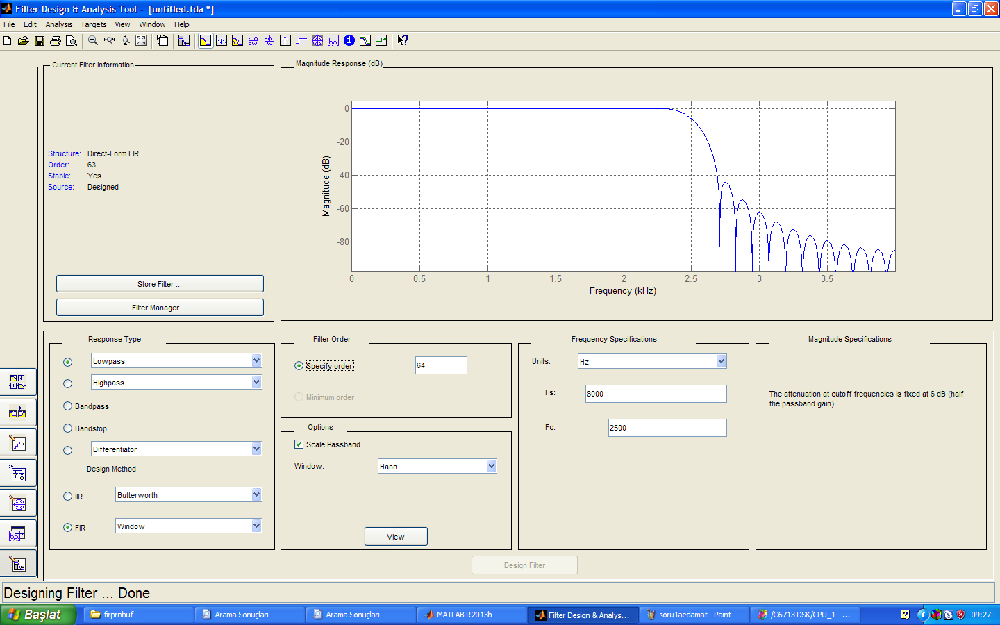 Filter Design & Analysis Tool - [untitled.fda *]
File Edit Analysis Targets View Window Help
Current Filter Information
Structure: Direct-Form FIR
Order: 63
Stable: Yes
Source: Designed
Store Filter ...
Filter Manager ...
Magnitude Response (dB)
Magnitude (dB)
0
-20
-40
-60
-80
0 0.5 1 1.5 2 2.5 3 3.5
Frequency (kHz)
Response Type
Lowpass
Highpass
Bandpass
Bandstop
Differentiator
Design Method
IIR Butterworth
FIR Window
Filter Order
Specify order: 64
Minimum order
Options
Scale Passband
Window: Hann
View
Frequency Specifications
Units: Hz
Fs: 8000
Fc: 2500
Magnitude Specifications
The attenuation at cutoff frequencies is fixed at 6 dB (half
the passband gain)
Design Filter
Designing Filter ... Done
Başlat firprnbuf Arama Sonuçları Arama Sonuçları MATLAB R2013b Filter Design & Analys... soru1aedamat - Paint /C6713 DSK/CPU_1 - ... 09:27